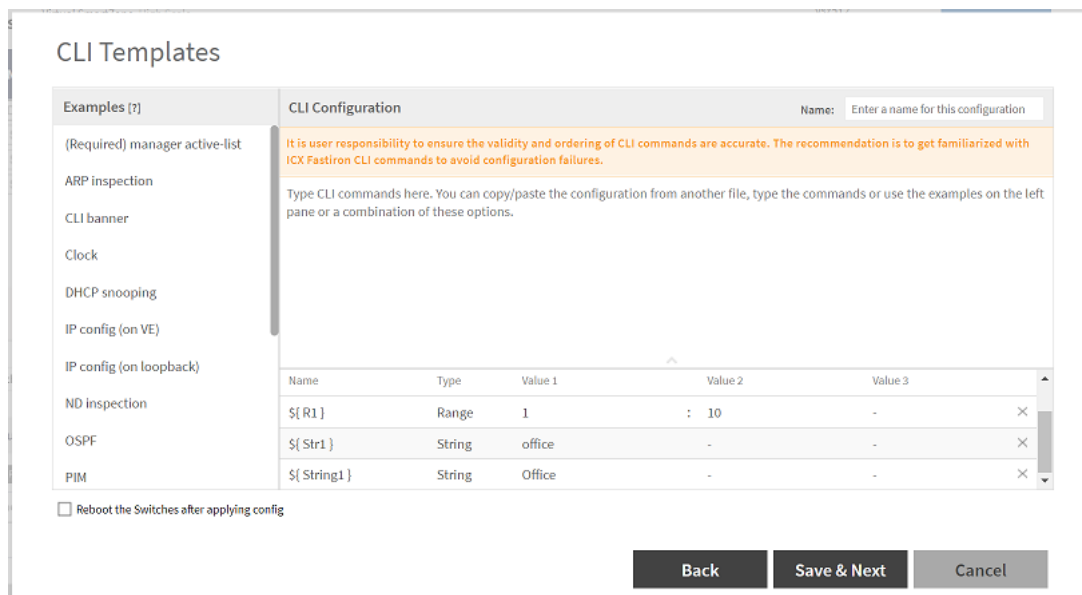 CLI Templates
Examples [?]
CLI Configuration
Name: Enter a name for this configuration
(Required) manager active-list
ARP inspection
CLI banner
Clock
DHCP snooping
IP config (on VE)
IP config (on loopback)
ND inspection
OSPF
PIM
It is user responsibility to ensure the validity and ordering of CLI commands are accurate. The recommendation is to get familiarized with
ICX Fastiron CLI commands to avoid configuration failures.
Type CLI commands here. You can copy/paste the configuration from another file, type the commands or use the examples on the left
pane or a combination of these options.
Name Type Value 1 Value 2 Value 3
${ R1 } Range 1 : 10 -
${ Str1 } String office - -
${ String1 } String Office - -
Reboot the Switches after applying config
Back Save & Next Cancel